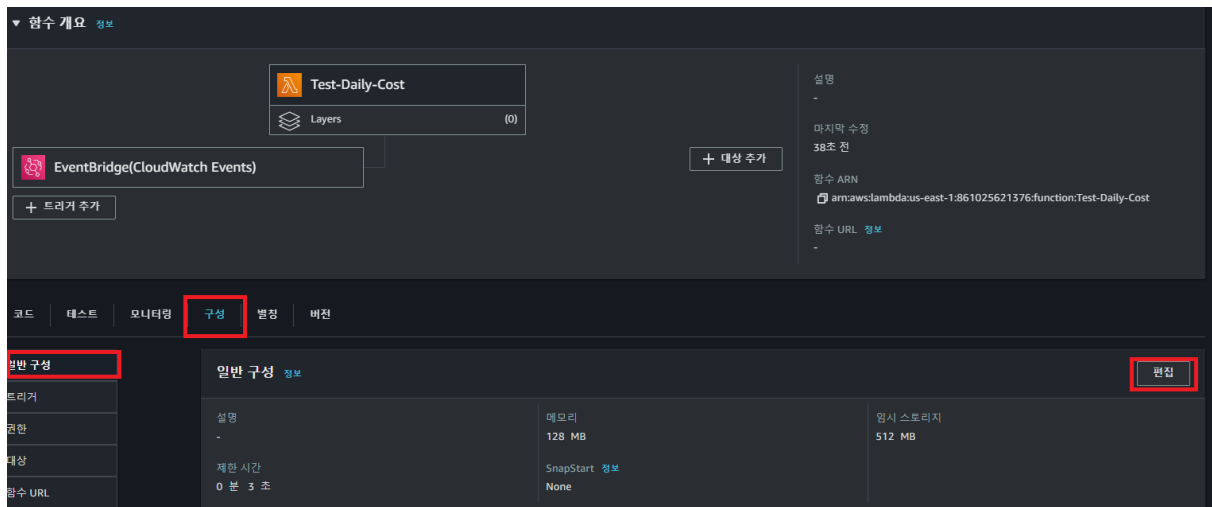 ▼ 함수 개요 정보
Test-Daily-Cost
Layers (0)
EventBridge(CloudWatch Events)
+ 트리거 추가
+ 대상 추가
설명
-
마지막 수정
38초 전
함수 ARN
arn:aws:lambda:us-east-1:861025621376:function:Test-Daily-Cost
함수 URL 정보
-
코드 테스트 모니터링 구성 별칭 버전
일반 구성
트리거
권한
대상
함수 URL
일반 구성 정보
편집
설명
-
메모리
128 MB
임시 스토리지
512 MB
제한 시간
0 분 3 초
SnapStart 정보
None